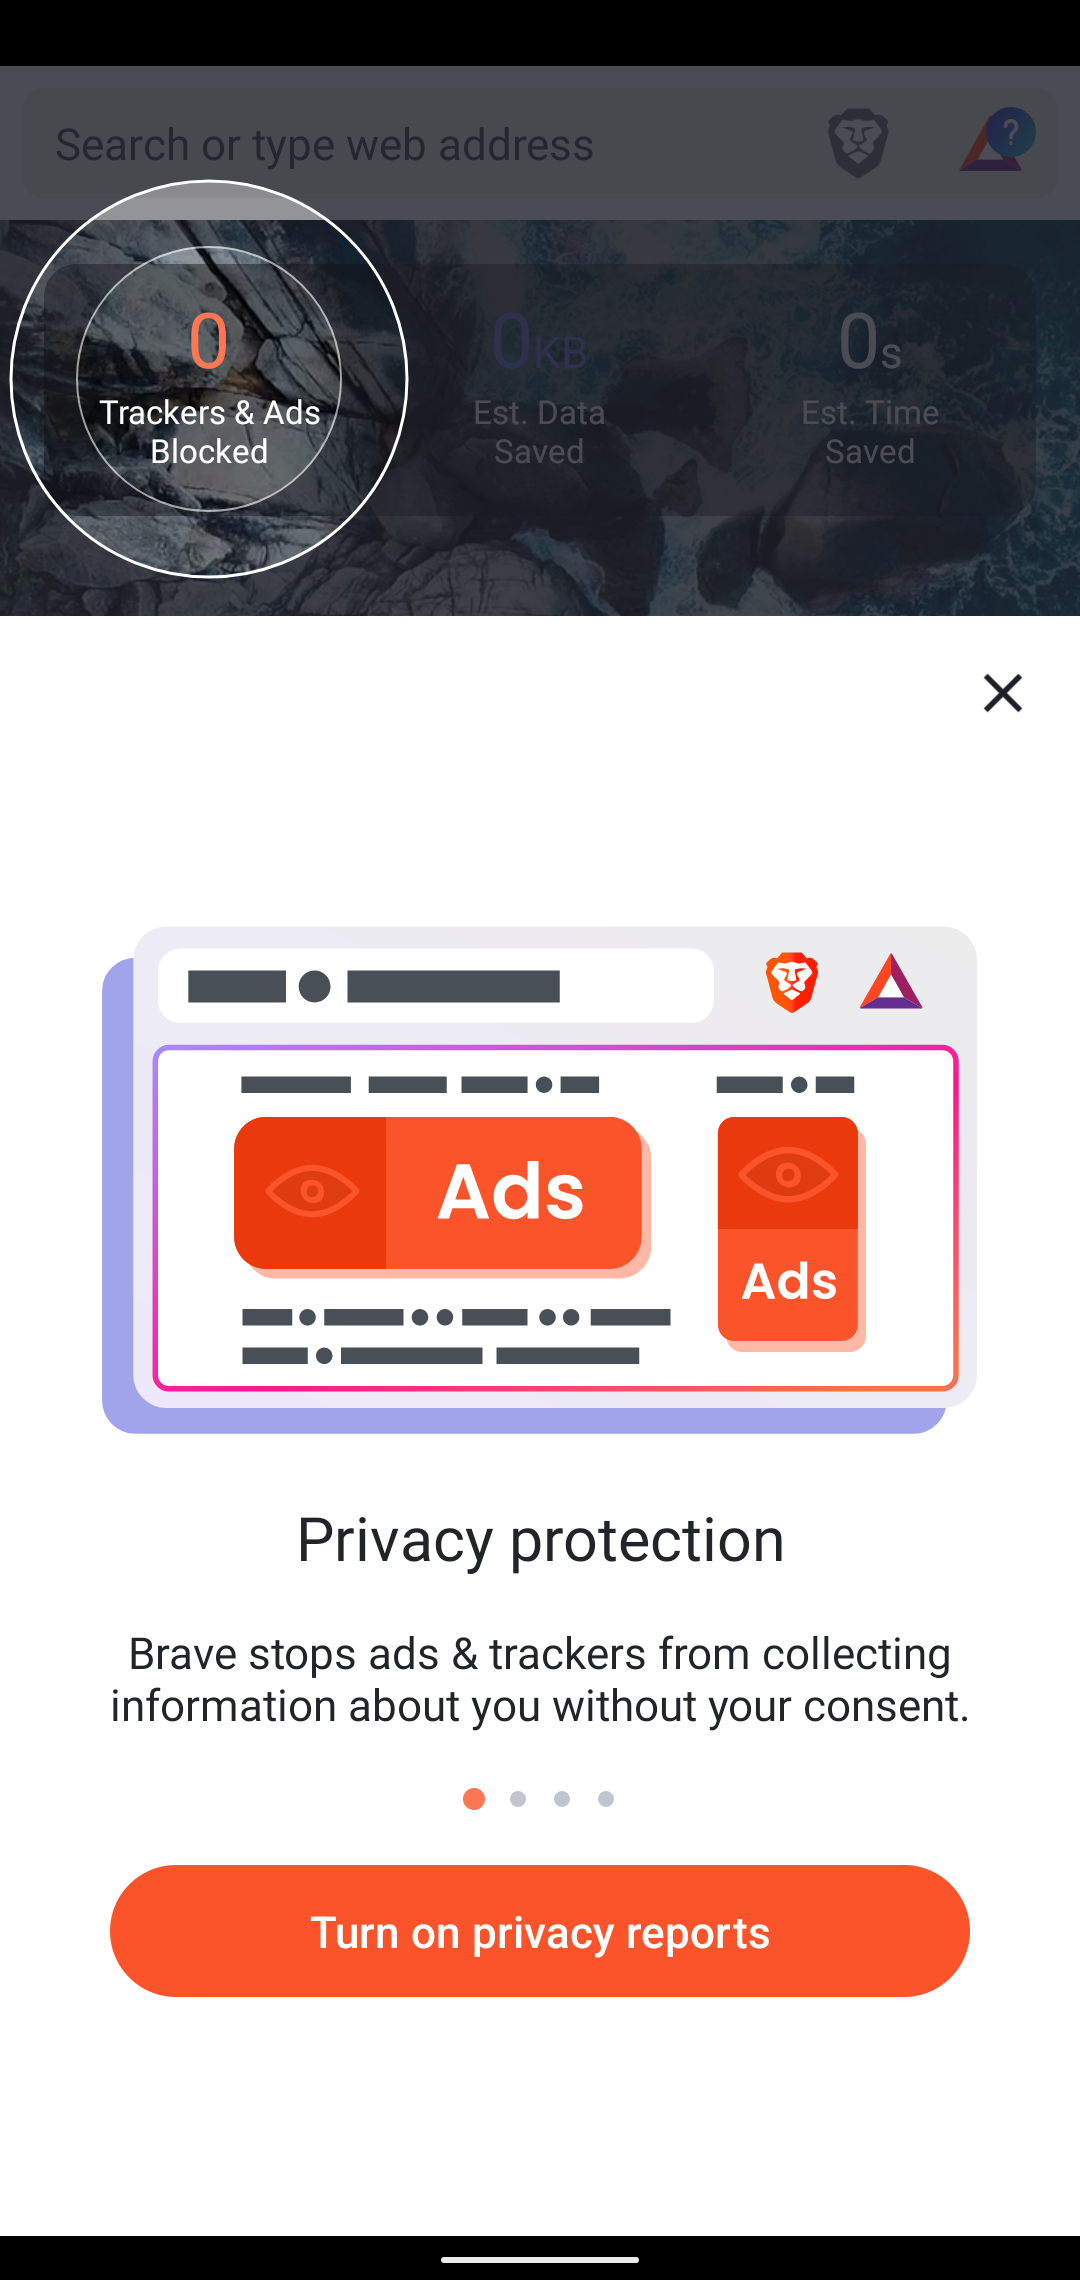 Search or type web address
?
0
0KB
0s
Trackers & Ads
Blocked
Est. Data
Saved
Est. Time
Saved
Ads
Ads
Privacy protection
Brave stops ads & trackers from collecting
information about you without your consent.
Turn on privacy reports